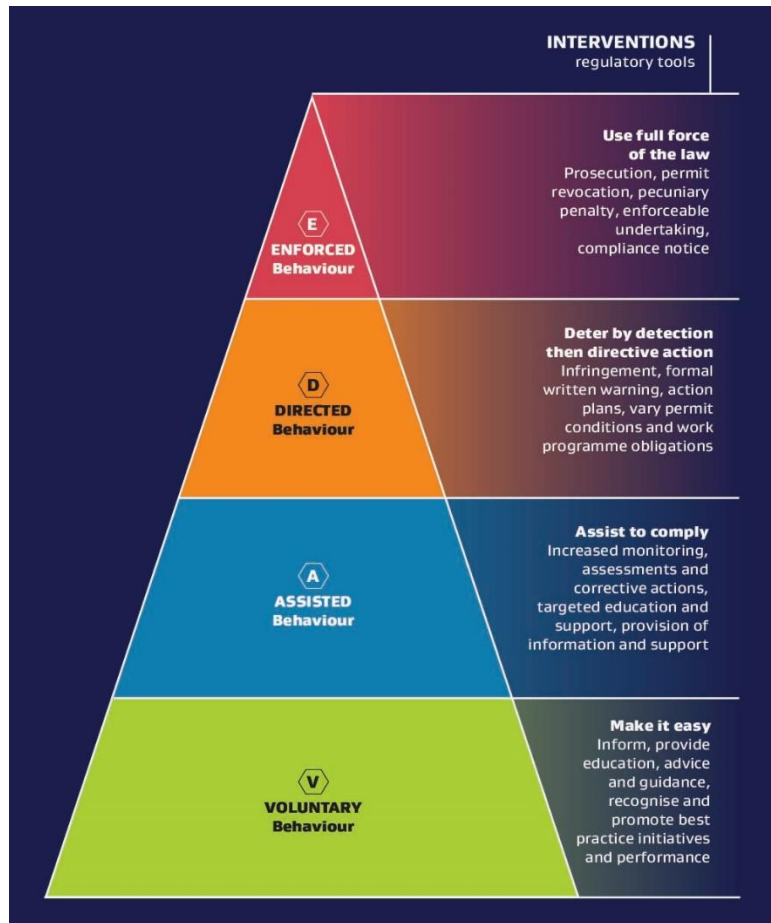 INTERVENTIONS
regulatory tools
E
ENFORCED
Behaviour
Use full force
of the law
Prosecution, permit
revocation, pecuniary
penalty, enforceable
undertaking,
compliance notice
D
DIRECTED
Behaviour
Deter by detection
then directive action
Infringement, formal
written warning, action
plans, vary permit
conditions and work
programme obligations
A
ASSISTED
Behaviour
Assist to comply
Increased monitoring,
assessments and
corrective actions,
targeted education and
support, provision of
information and support
V
VOLUNTARY
Behaviour
Make it easy
Inform, provide
education, advice
and guidance,
recognise and
promote best
practice initiatives
and performance